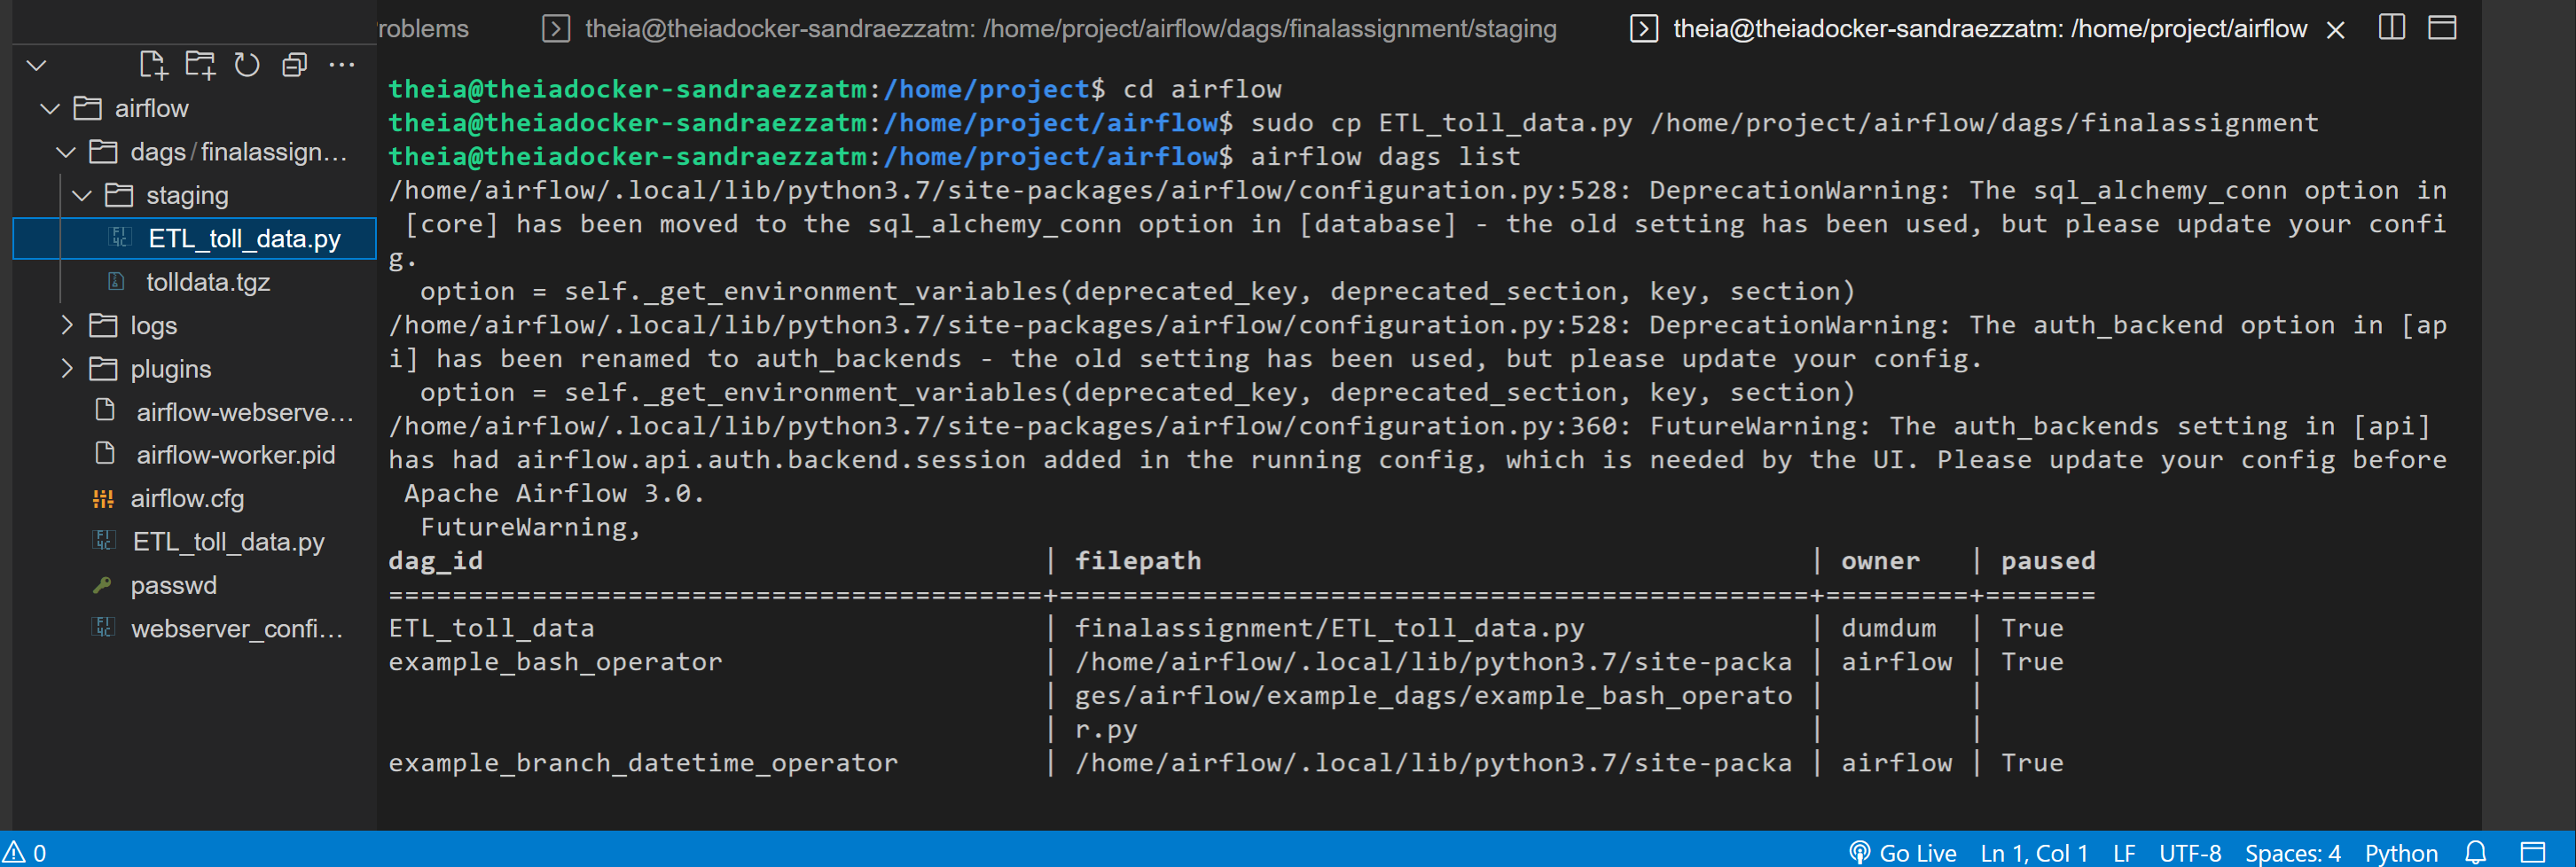 roblems
theia@theiadocker-sandraezzatm: /home/project/airflow/dags/finalassignment/staging
theia@theiadocker-sandraezzatm: /home/project/airflow
airflow
dags/finalassign...
staging
ETL_toll_data.py
tolldata.tgz
logs
plugins
airflow-webserve...
airflow-worker.pid
airflow.cfg
ETL_toll_data.py
passwd
webserver_confi...
theia@theiadocker-sandraezzatm:/home/project$ cd airflow
theia@theiadocker-sandraezzatm:/home/project/airflow$ sudo cp ETL_toll_data.py /home/project/airflow/dags/finalassignment
theia@theiadocker-sandraezzatm:/home/project/airflow$ airflow dags list
/home/airflow/.local/lib/python3.7/site-packages/airflow/configuration.py:528: DeprecationWarning: The sql_alchemy_conn option in
[core] has been moved to the sql_alchemy_conn option in [database] - the old setting has been used, but please update your confi
g.
option = self._get_environment_variables(deprecated_key, deprecated_section, key, section)
/home/airflow/.local/lib/python3.7/site-packages/airflow/configuration.py:528: DeprecationWarning: The auth_backend option in [ap
i] has been renamed to auth_backends - the old setting has been used, but please update your config.
option = self._get_environment_variables(deprecated_key, deprecated_section, key, section)
/home/airflow/.local/lib/python3.7/site-packages/airflow/configuration.py:360: FutureWarning: The auth_backends setting in [api]
has had airflow.api.auth.backend.session added in the running config, which is needed by the UI. Please update your config before
Apache Airflow 3.0.
FutureWarning,
dag_id | filepath | owner | paused
=========================================+===============================================+=========+=======
ETL_toll_data | finalassignment/ETL_toll_data.py | dumdum | True
example_bash_operator | /home/airflow/.local/lib/python3.7/site-packa | airflow | True
| ges/airflow/example_dags/example_bash_operato | |
| r.py | |
example_branch_datetime_operator | /home/airflow/.local/lib/python3.7/site-packa | airflow | True
0
Go Live Ln 1, Col 1 LF UTF-8 Spaces: 4 Python